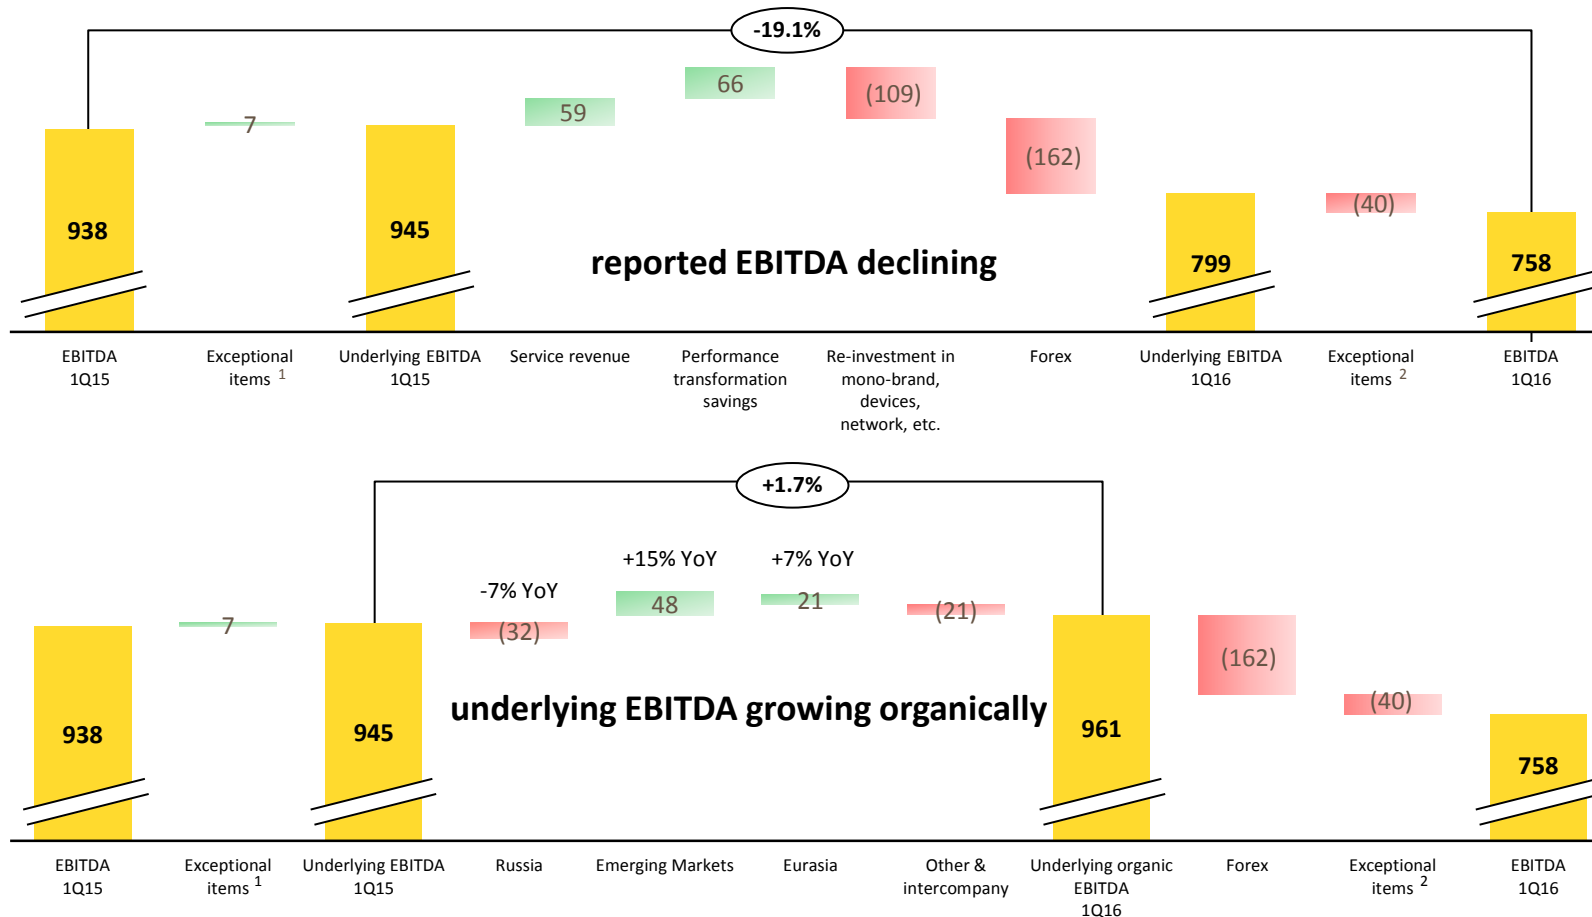 -19.1%
7
59
66
(109)
(162)
(40)
938
945
799
758
reported EBITDA declining
EBITDA
1Q15
Exceptional
items 1
Underlying EBITDA
1Q15
Service revenue
Performance
transformation
savings
Re-investment in
mono-brand,
devices,
network, etc.
Forex
Underlying EBITDA
1Q16
Exceptional
items 2
EBITDA
1Q16
+1.7%
-7% YoY
+15% YoY
+7% YoY
7
(32)
48
21
(21)
(162)
(40)
938
945
961
758
underlying EBITDA growing organically
EBITDA
1Q15
Exceptional
items 1
Underlying EBITDA
1Q15
Russia
Emerging Markets
Eurasia
Other &
intercompany
Underlying organic
EBITDA
1Q16
Forex
Exceptional
items 2
EBITDA
1Q16